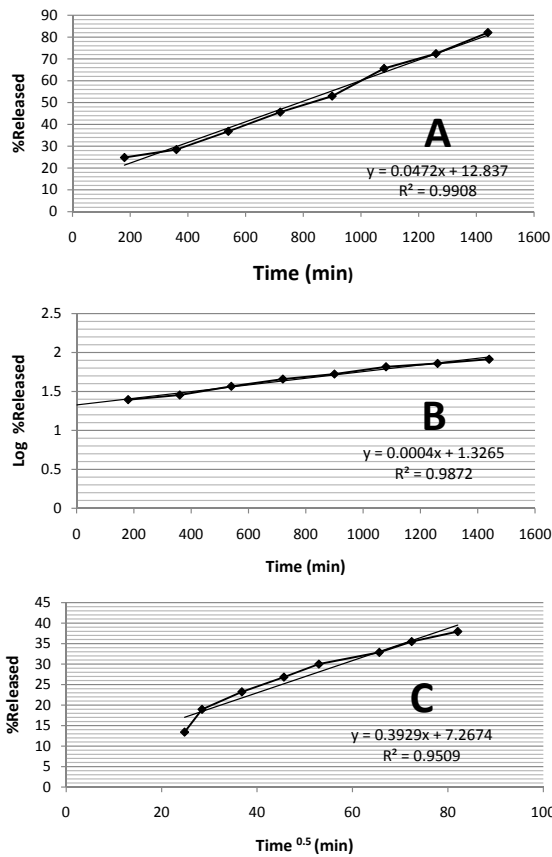 90
80
70
60
50
40
30
20
10
0
%Released
A
y = 0.0472x + 12.837
R² = 0.9908
0 200 400 600 800 1000 1200 1400 1600
Time (min)
2.5
2
1.5
1
0.5
0
Log %Released
B
y = 0.0004x + 1.3265
R² = 0.9872
0 200 400 600 800 1000 1200 1400 1600
Time (min)
45
40
35
30
25
20
15
10
5
0
%Released
C
y = 0.3929x + 7.2674
R² = 0.9509
0 20 40 60 80 100
Time 0.5 (min)